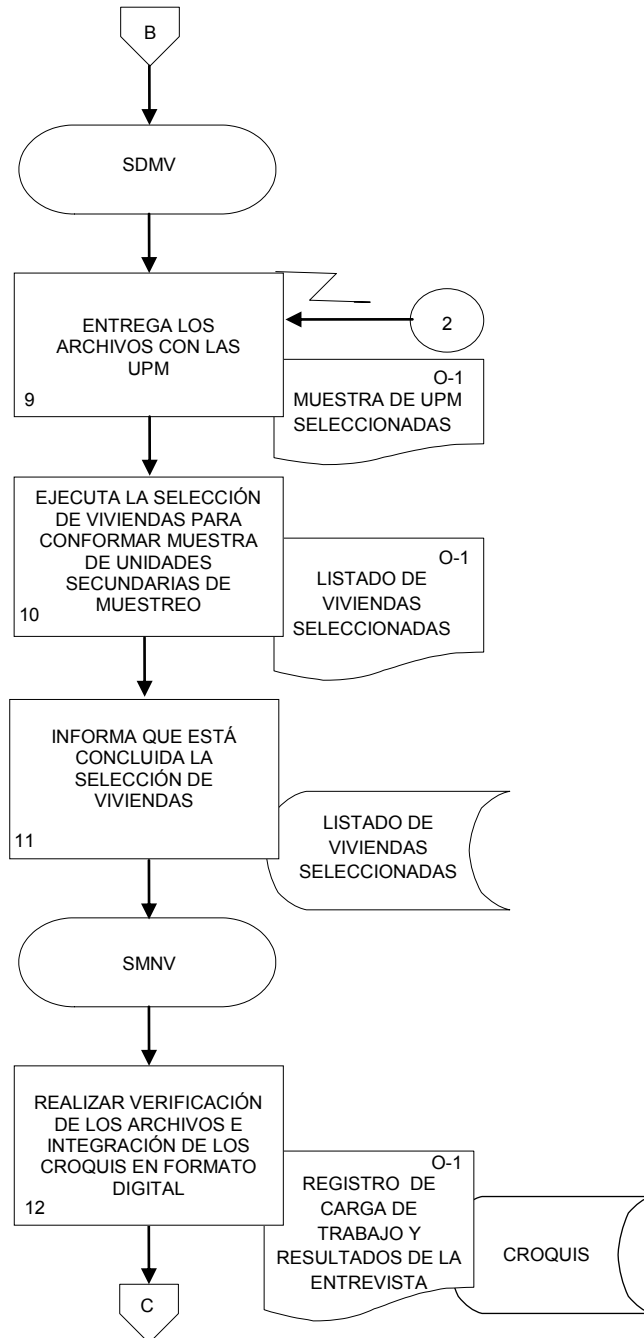 B
SDMV
ENTREGA LOS
ARCHIVOS CON LAS
UPM
9
2
O-1
MUESTRA DE UPM
SELECCIONADAS
EJECUTA LA SELECCIÓN
DE VIVIENDAS PARA
CONFORMAR MUESTRA
DE UNIDADES
SECUNDARIAS DE
MUESTREO
10
O-1
LISTADO DE
VIVIENDAS
SELECCIONADAS
INFORMA QUE ESTÁ
CONCLUIDA LA
SELECCIÓN DE
VIVIENDAS
11
LISTADO DE
VIVIENDAS
SELECCIONADAS
SMNV
REALIZAR VERIFICACIÓN
DE LOS ARCHIVOS E
INTEGRACIÓN DE LOS
CROQUIS EN FORMATO
DIGITAL
12
O-1
REGISTRO DE
CARGA DE
TRABAJO Y
RESULTADOS DE LA
ENTREVISTA
CROQUIS
C